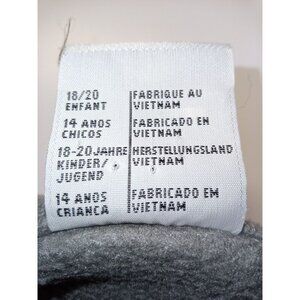 18/20 FABRIQUE AU
ENFANT VIETNAM
14 ANOS FABRICADO EN
CHICOS VIETNAM
18-20 JAHRE HERSTELLUNGSLAND
KINDER/ VIETNAM
JUGEND
14 ANOS FABRICADO EM
CRIANCA VIETNAM